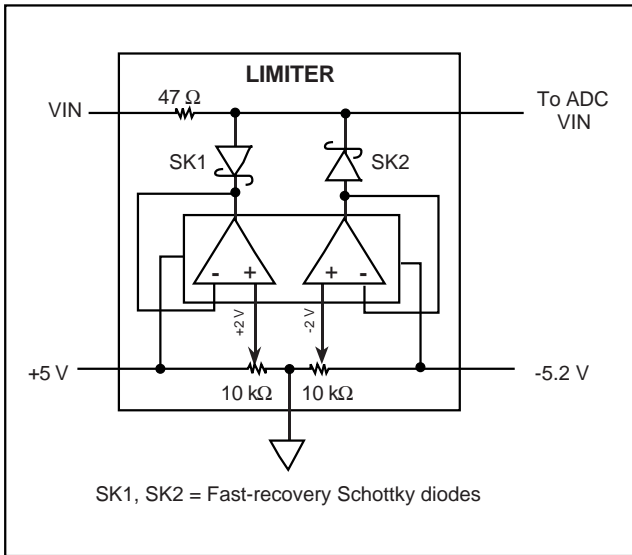 LIMITER
47 Ω
VIN
To ADC
VIN
SK1
SK2
- +
+ -
+2 V
-2 V
+5 V
-5.2 V
10 kΩ
10 kΩ
SK1, SK2 = Fast-recovery Schottky diodes